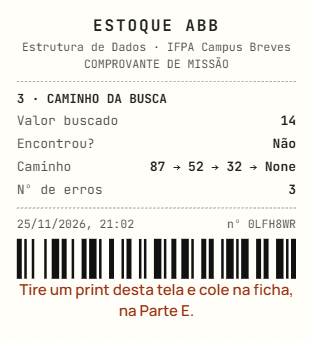 ESTOQUE ABB
Estrutura de Dados · IFPA Campus Breves
COMPROVANTE DE MISSÃO
3 · CAMINHO DA BUSCA
Valor buscado 14
Encontrou? Não
Caminho 87 → 52 → 32 → None
N° de erros 3
25/11/2026, 21:02 n° 0LFH8WR
Tire um print desta tela e cole na ficha,
na Parte E.